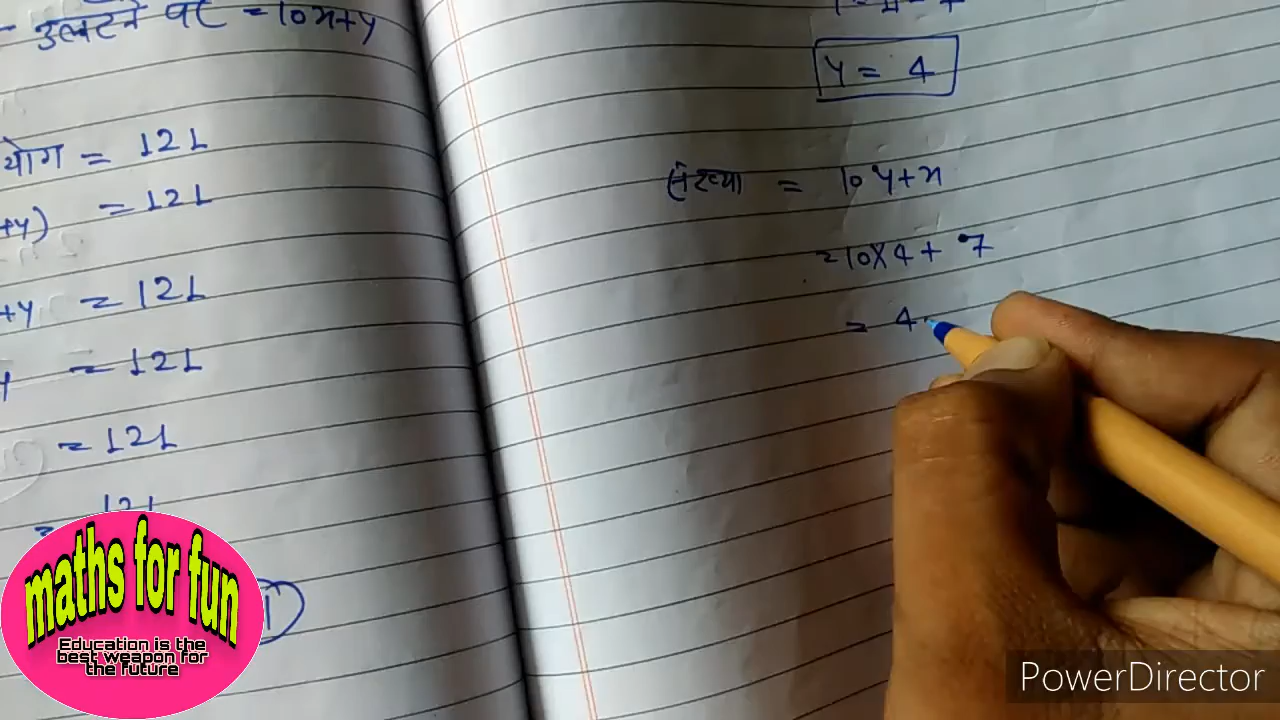 उलटने पर = 10x+y
योग = 121
+y) = 121
+y = 121
y = 121
= 121
= 121
y = 4
संख्या = 10y+x
= 10×4 + 7
= 4
maths for fun
Education is the
best weapon for
the future
PowerDirector